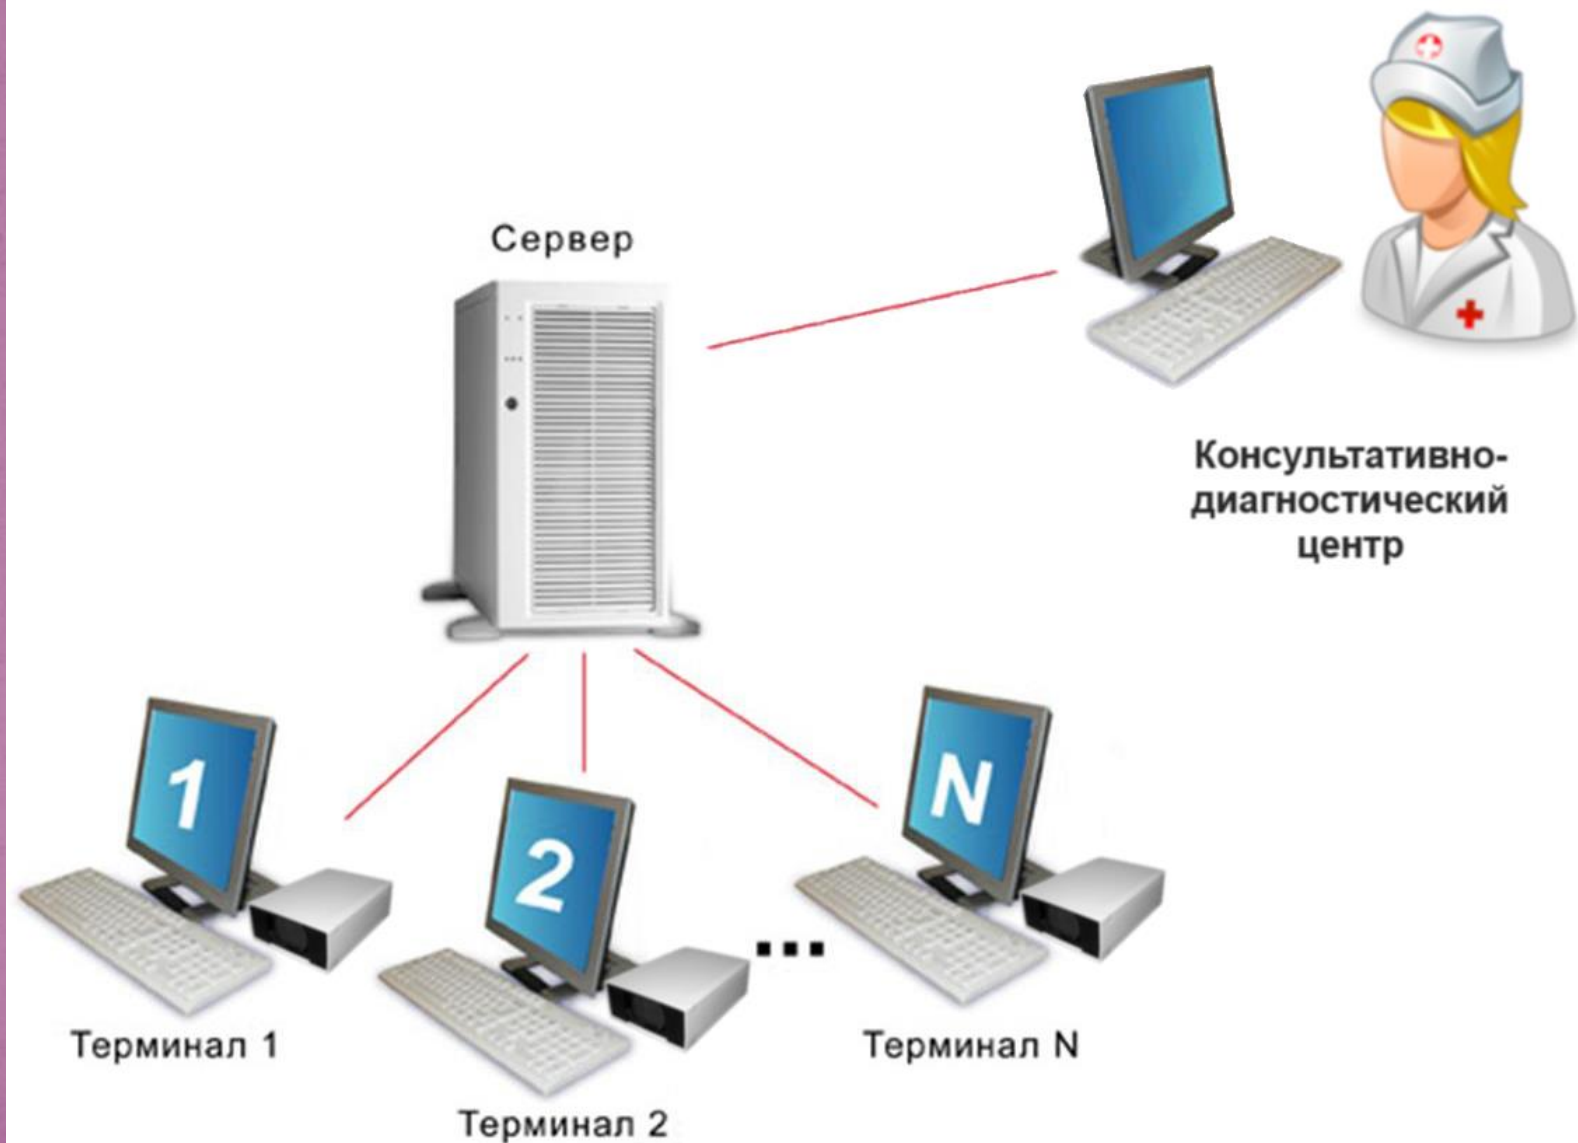 Сервер
Консультативно-
диагностический
центр
1
2
N
...
Терминал 1
Терминал 2
Терминал N